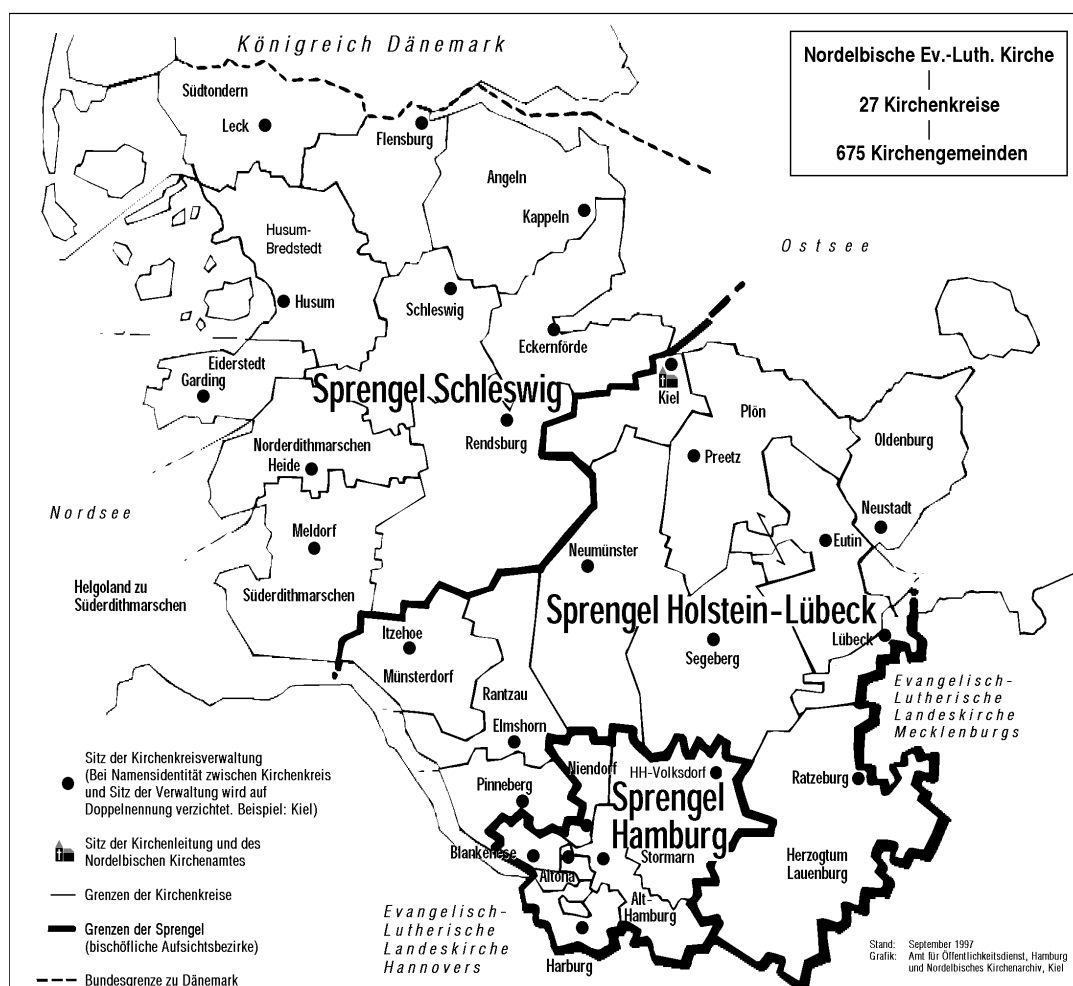 Königreich Dänemark
Nordelbische Ev.-Luth. Kirche
27 Kirchenkreise
675 Kirchengemeinden
Südtondern
Leck
Flensburg
Angeln
Kappeln
Husum-
Bredstedt
Ostsee
Husum
Schleswig
Eckernförde
Eiderstedt
Garding
Sprengel Schleswig
Kiel
Plön
Rendsburg
Oldenburg
Norderdithmarschen
Heide
Preetz
Nordsee
Neustadt
Meldorf
Eutin
Neumünster
Helgoland zu
Süderdithmarschen
Süderdithmarschen
Sprengel Holstein-Lübeck
Itzehoe
Lübeck
Segeberg
Münsterdorf
Rantzau
Evangelisch-
Lutherische
Landeskirche
Mecklenburgs
Elmshorn
Niendorf
HH-Volksdorf
Ratzeburg
Pinneberg
Sprengel
Hamburg
Blankenese
Altona
Stormarn
Herzogtum
Lauenburg
Alt-
Hamburg
Harburg
Evangelisch-
Lutherische
Landeskirche
Hannovers
Sitz der Kirchenkreisverwaltung
(Bei Namensidentität zwischen Kirchenkreis
und Sitz der Verwaltung wird auf
Doppelnennung verzichtet. Beispiel: Kiel)
Sitz der Kirchenleitung und des
Nordelbischen Kirchenamtes
Grenzen der Kirchenkreise
Grenzen der Sprengel
(bischöfliche Aufsichtsbezirke)
Bundesgrenze zu Dänemark
Stand: September 1997
Grafik: Amt für Öffentlichkeitsdienst, Hamburg
und Nordelbisches Kirchenarchiv, Kiel